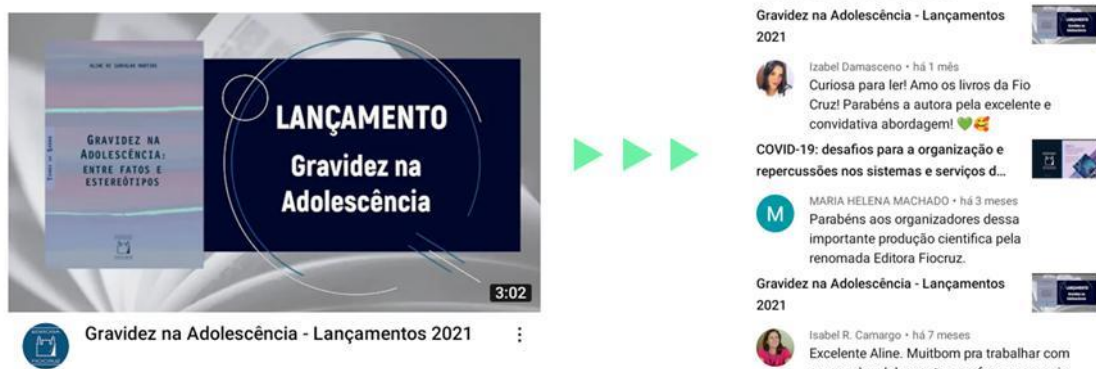 ALINE DE CARVALHO MARTINS
GRAVIDEZ NA
ADOLESCÊNCIA:
ENTRE FATOS E
ESTEREÓTIPOS
LANÇAMENTO
Gravidez na
Adolescência
3:02
Gravidez na Adolescência - Lançamentos 2021
Gravidez na Adolescência - Lançamentos
2021
Izabel Damasceno • há 1 mês
Curiosa para ler! Amo os livros da Fio
Cruz! Parabéns a autora pela excelente e
convidativa abordagem! 💚🥰
COVID-19: desafios para a organização e
repercussões nos sistemas e serviços d...
M
MARIA HELENA MACHADO • há 3 meses
Parabéns aos organizadores dessa
importante produção cientifica pela
renomada Editora Fiocruz.
Gravidez na Adolescência - Lançamentos
2021
Isabel R. Camargo • há 7 meses
Excelente Aline. Muitbom pra trabalhar com